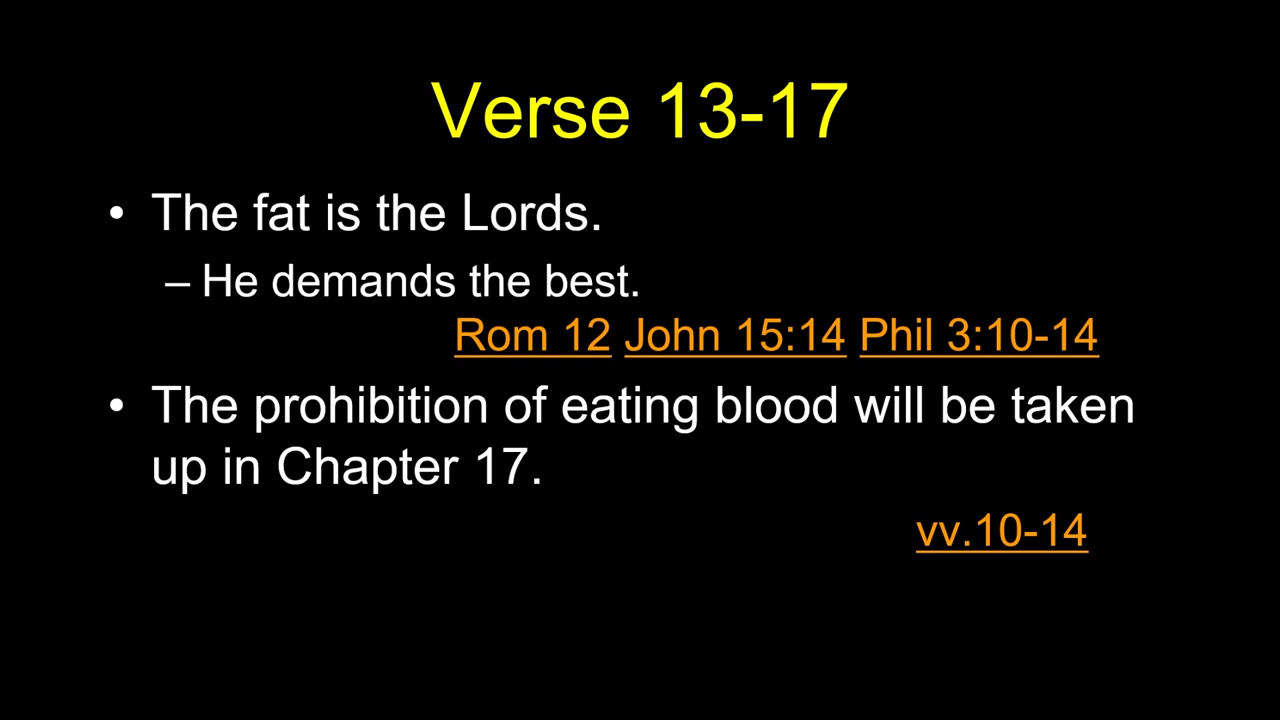 Verse 13-17
• The fat is the Lords.
– He demands the best.
Rom 12 John 15:14 Phil 3:10-14
• The prohibition of eating blood will be taken
up in Chapter 17.
vv.10-14